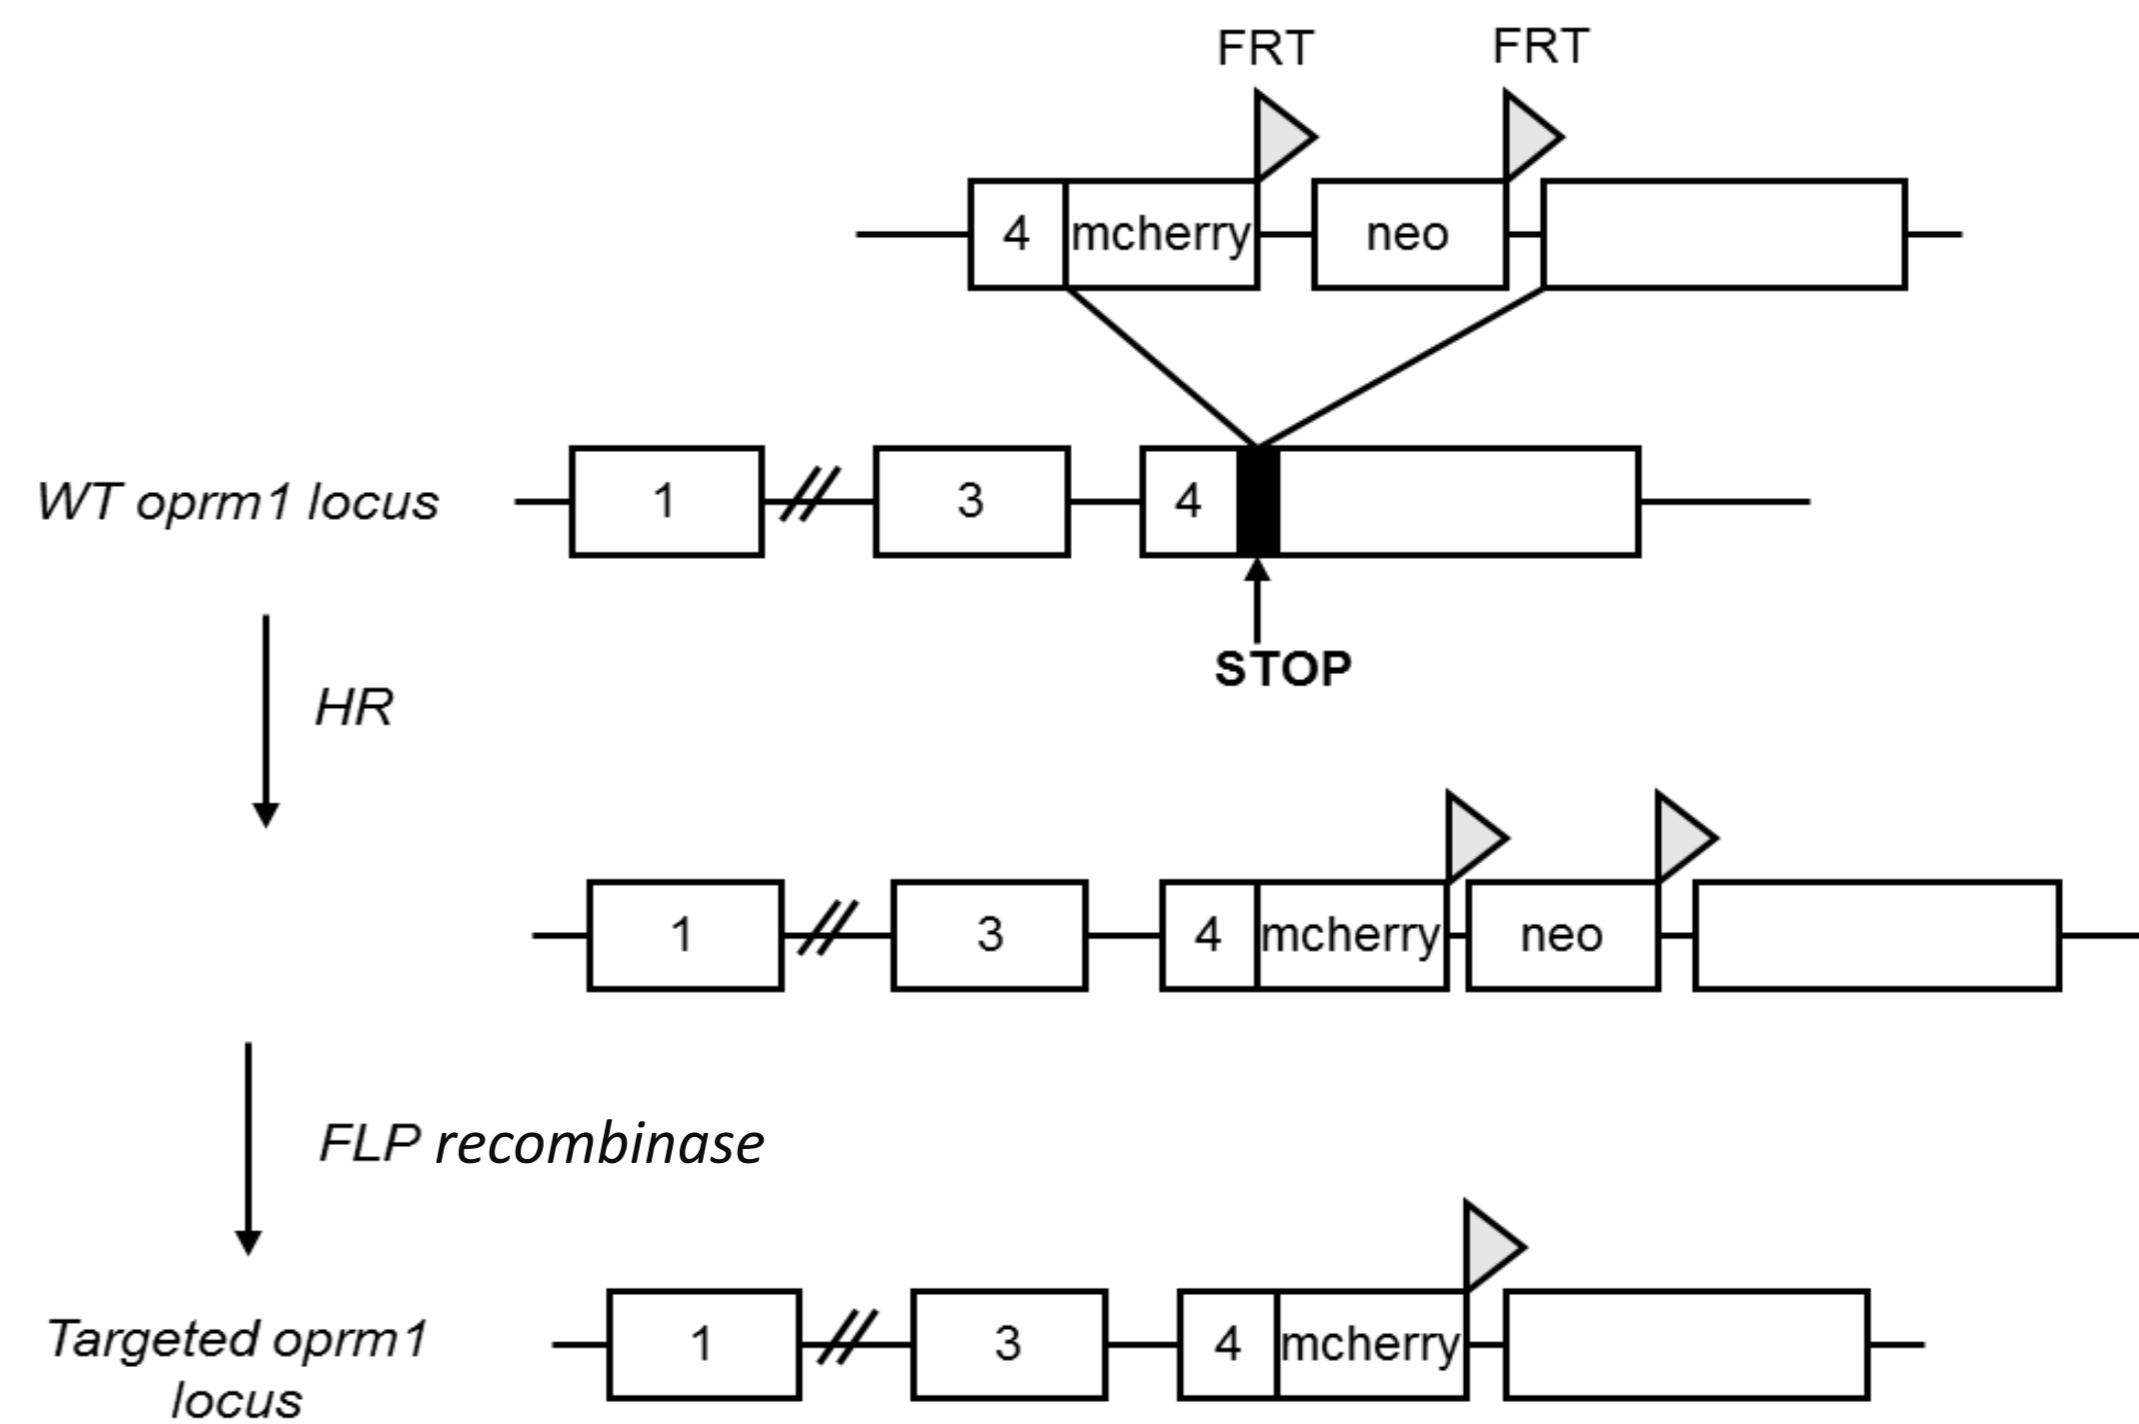 FRT FRT
4 mcherry neo
WT oprm1 locus 1 3 4
STOP
HR
1 3 4 mcherry neo
FLP recombinase
Targeted oprm1 1 3 4 mcherry
locus